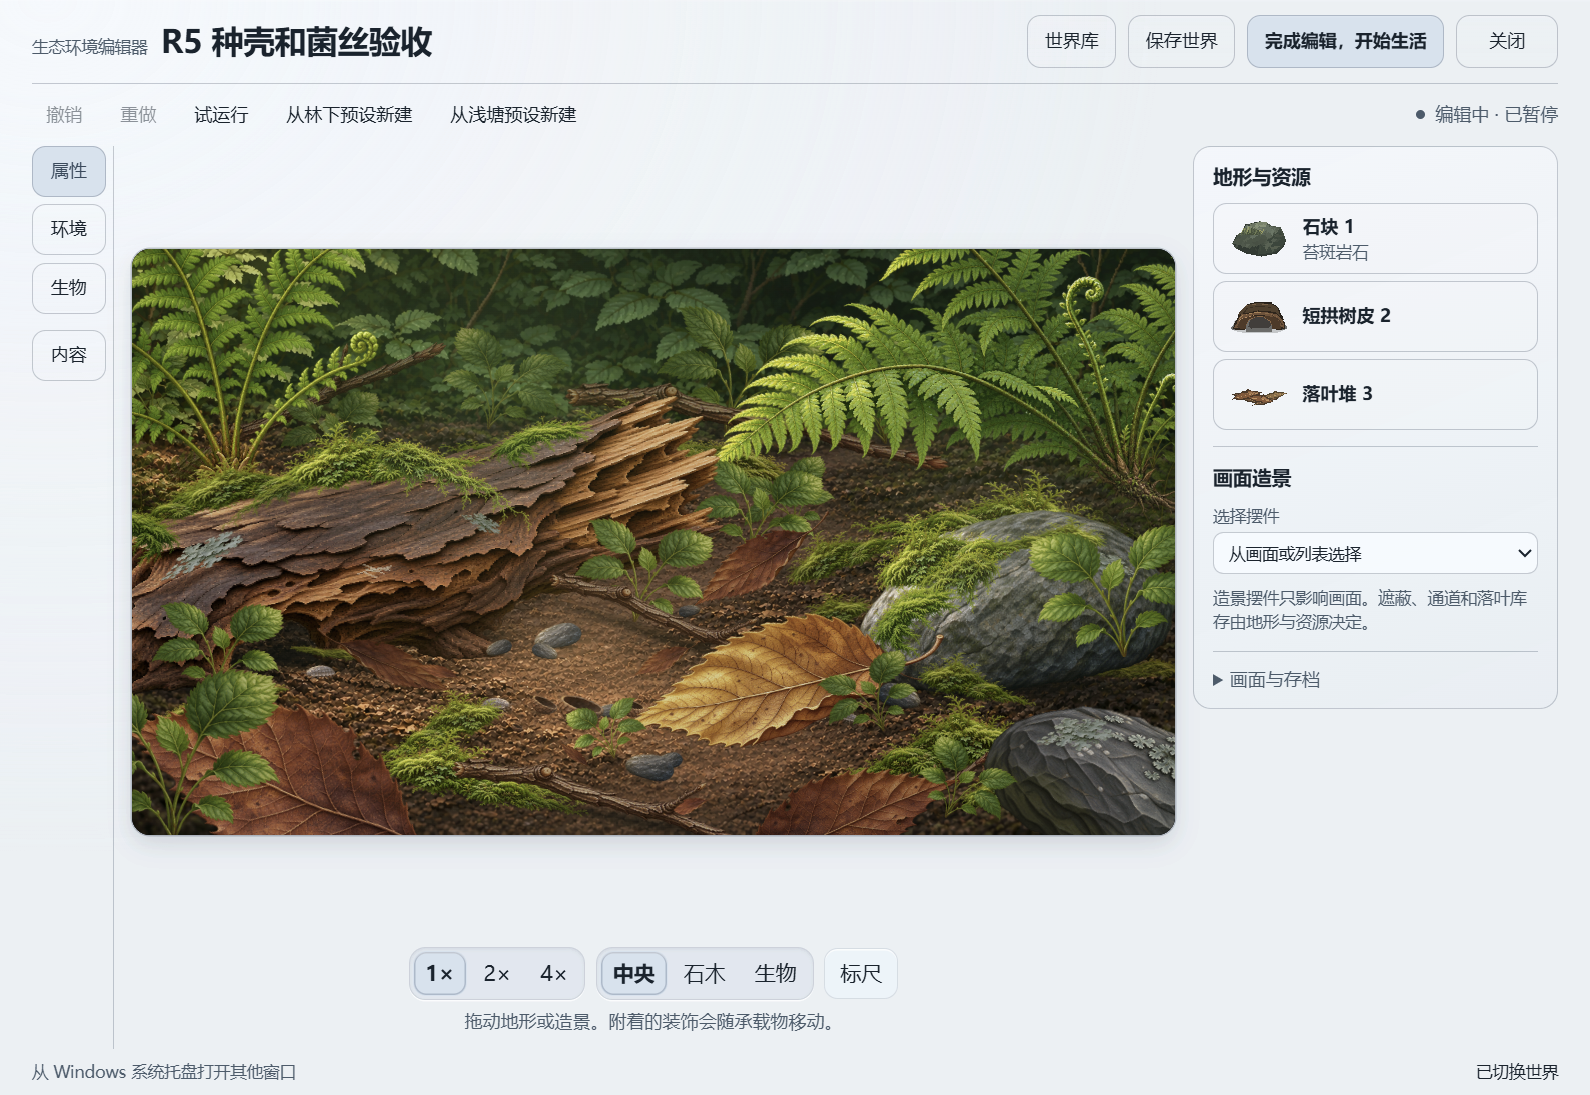 生态环境编辑器 R5 种壳和菌丝验收
世界库 保存世界 完成编辑，开始生活 关闭
撤销 重做 试运行 从林下预设新建 从浅塘预设新建
编辑中 · 已暂停
属性
环境
生物
内容
地形与资源
石块 1
苔斑岩石
短拱树皮 2
落叶堆 3
画面造景
选择摆件
从画面或列表选择
造景摆件只影响画面。遮蔽、通道和落叶库
存由地形与资源决定。
画面与存档
1× 2× 4× 中央 石木 生物 标尺
拖动地形或造景。附着的装饰会随承载物移动。
从 Windows 系统托盘打开其他窗口
已切换世界